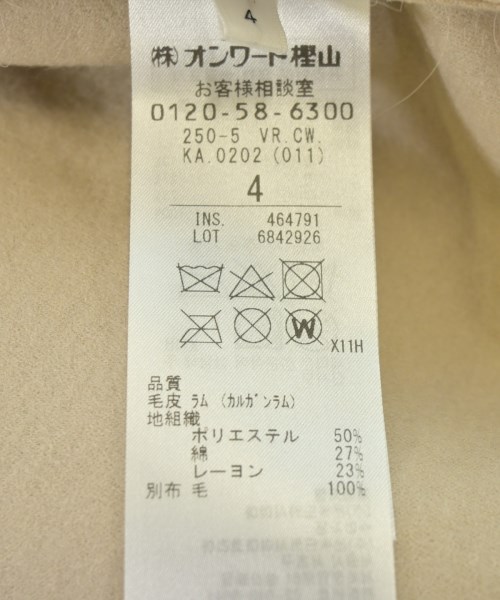 4
(株)オンワード樫山
お客様相談室
0120-58-6300
250-5 VR.CW.
KA.0202(011)
4
INS. 464791
LOT 6842926
W
X11H
品質
毛皮 ラム (カルガンラム)
地組織
ポリエステル 50%
綿 27%
レーヨン 23%
別布 毛 100%